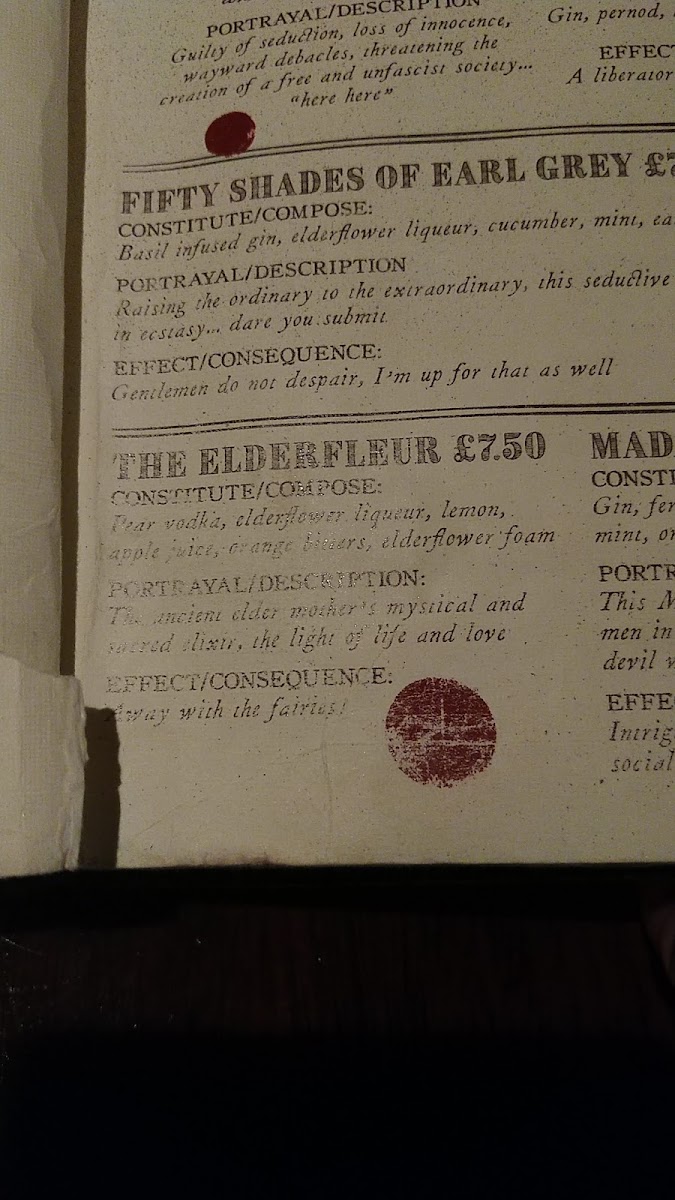 PORTRAYAL/DESCRIPTION
Guilty of seduction, loss of innocence,
wayward debacles, threatening the
creation of a free and unfascist society...
"here here"
Gin, pernod,
EFFECT
A liberator
FIFTY SHADES OF EARL GREY £7
CONSTITUTE/COMPOSE:
Basil infused gin, elderflower liqueur, cucumber, mint, ea
PORTRAYAL/DESCRIPTION
Raising the ordinary to the extraordinary, this seductive
in ecstasy... dare you submit
EFFECT/CONSEQUENCE:
Gentlemen do not despair, I'm up for that as well
THE ELDERFLEUR £7.50
CONSTITUTE/COMPOSE:
Pear vodka, elderflower liqueur, lemon,
apple juice, orange bitters, elderflower foam
PORTRAYAL/DESCRIPTION:
The ancient elder mother's mystical and
sacred elixir, the light of life and love
EFFECT/CONSEQUENCE:
Away with the fairies!
MAD
CONSTI
Gin, fer
mint, or
PORTR
This M
men in
devil w
EFFE
Intrig
social